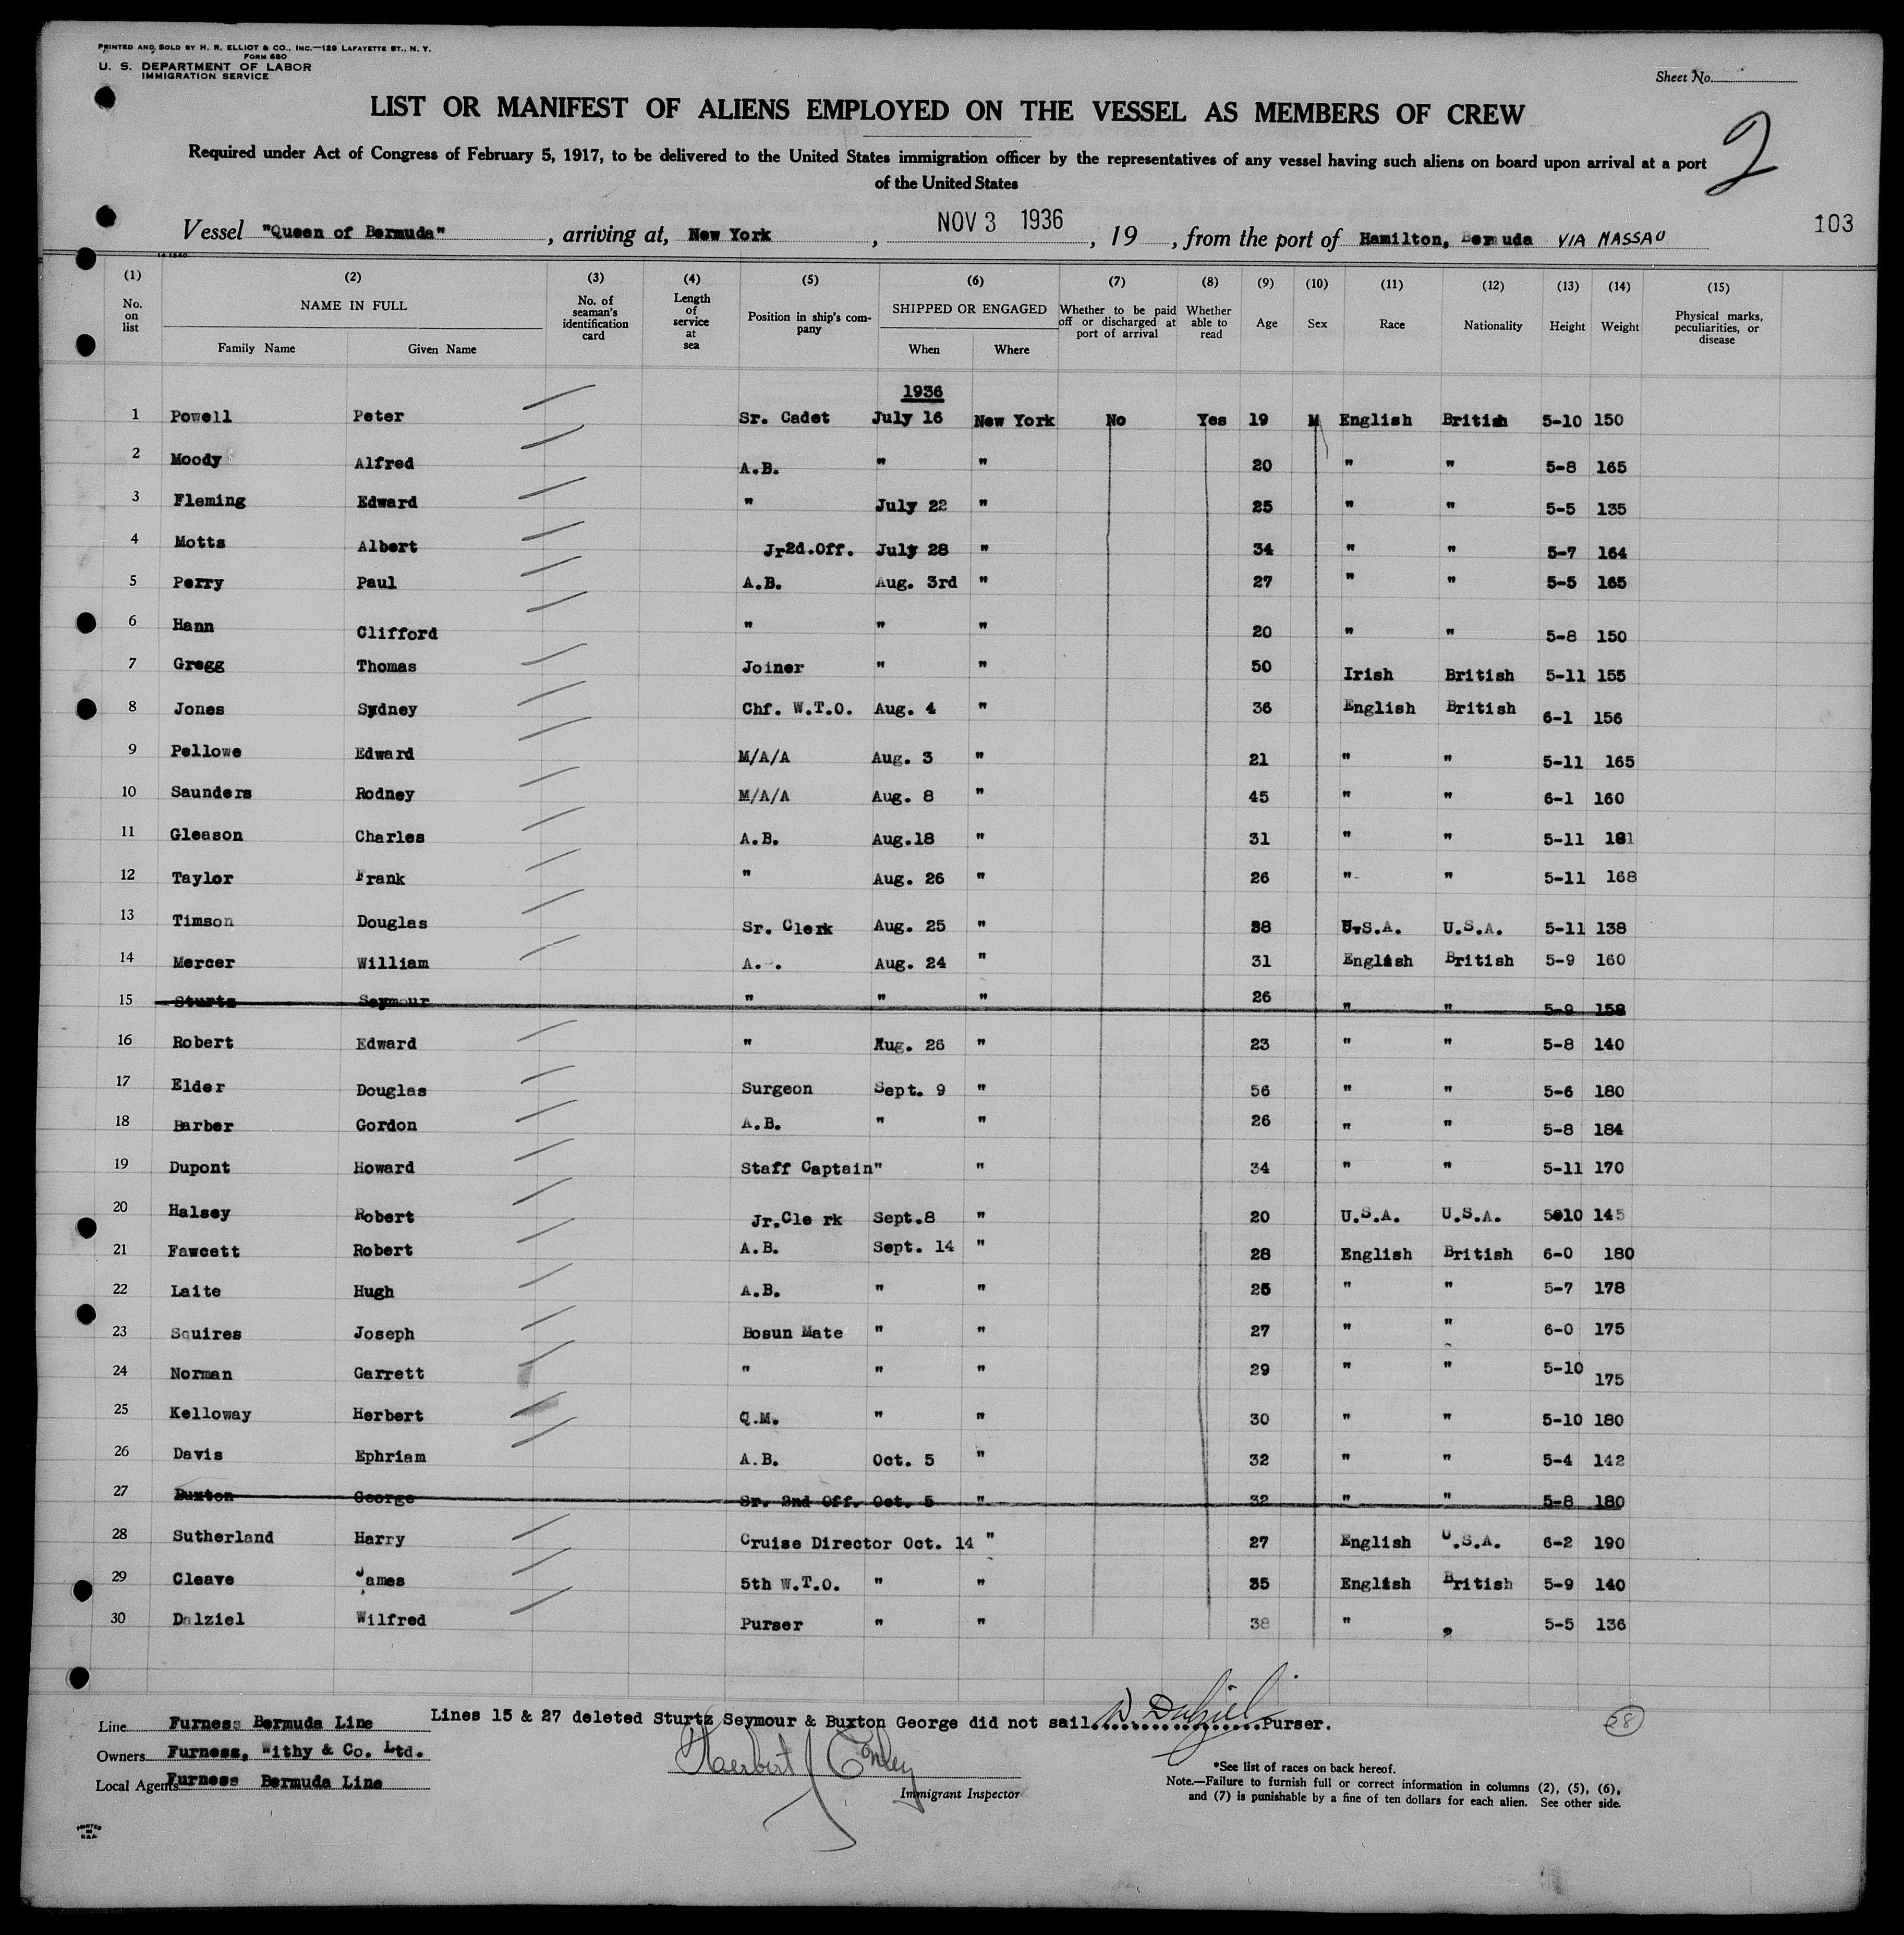 PRINTED AND SOLD BY H. R. ELLIOT & CO., INC.—129 LAFAYETTE ST., N. Y.
FORM 680
U. S. DEPARTMENT OF LABOR
IMMIGRATION SERVICE
Sheet No.
LIST OR MANIFEST OF ALIENS EMPLOYED ON THE VESSEL AS MEMBERS OF CREW
2
Required under Act of Congress of February 5, 1917, to be delivered to the United States immigration officer by the representatives of any vessel having such aliens on board upon arrival at a port
of the United States
Vessel "Queen of Bermuda", arriving at, New York, NOV 3 1936, 19, from the port of Hamilton, Bermuda VIA NASSAU
103
(1) (2) (3) (4) (5) (6) (7) (8) (9) (10) (11) (12) (13) (14) (15)
No. on list NAME IN FULL Family Name Given Name No. of seaman's identification card Length of service at sea Position in ship's company SHIPPED OR ENGAGED When Where Whether to be paid off or discharged at port of arrival Whether able to read Age Sex Race Nationality Height Weight Physical marks, peculiarities, or disease
1936
1 Powell Peter Sr. Cadet July 16 New York No Yes 19 M English British 5-10 150
2 Moody Alfred A.B. " " 20 " " 5-8 165
3 Fleming Edward " July 22 " 25 " " 5-5 135
4 Motts Albert Jr2d.Off. July 28 " 34 " " 5-7 164
5 Perry Paul A.B. Aug. 3rd " 27 " " 5-5 165
6 Hann Clifford " " " 20 " " 5-8 150
7 Gregg Thomas Joiner " " 50 Irish British 5-11 155
8 Jones Sydney Chf. W.T.O. Aug. 4 " 36 English British 6-1 156
9 Pellowe Edward M/A/A Aug. 3 " 21 " " 5-11 165
10 Saunders Rodney M/A/A Aug. 8 " 45 " " 6-1 160
11 Gleason Charles A.B. Aug.18 " 31 " " 5-11 181
12 Taylor Frank " Aug. 26 " 26 " " 5-11 168
13 Timson Douglas Sr. Clerk Aug. 25 " 38 U.S.A. U.S.A. 5-11 138
14 Mercer William A. . Aug. 24 " 31 English British 5-9 160
15 Sturtz Seymour " " " 26 " " 5-9 158
16 Robert Edward " Aug. 26 " 23 " " 5-8 140
17 Elder Douglas Surgeon Sept. 9 " 56 " " 5-6 180
18 Barber Gordon A.B. " " 26 " " 5-8 184
19 Dupont Howard Staff Captain" " 34 " " 5-11 170
20 Halsey Robert Jr.Cle rk Sept.8 " 20 U.S.A. U.S.A. 5-10 145
21 Fawcett Robert A.B. Sept. 14 " 28 English British 6-0 180
22 Laite Hugh A.B. " " 25 " " 5-7 178
23 Squires Joseph Bosun Mate " " 27 " " 6-0 175
24 Norman Garrett " " " 29 " " 5-10 175
25 Kelloway Herbert Q.M. " " 30 " " 5-10 180
26 Davis Ephriam A.B. Oct. 5 " 32 " " 5-4 142
27 Buxton George Sr. 2nd Off. Oct. 5 " 32 " " 5-8 180
28 Sutherland Harry Cruise Director Oct. 14 " 27 English U.S.A. 6-2 190
29 Cleave James 5th W.T.O. " " 35 English British 5-9 140
30 Dalziel Wilfred Purser " " 38 " " 5-5 136
Line Furness Bermuda Line
Lines 15 & 27 deleted Sturtz Seymour & Buxton George did not sail. W Dalziel Purser.
28
Owners Furness, Withy & Co. Ltd.
Local Agents Furness Bermuda Line
Herbert J Conley
Immigrant Inspector
*See list of races on back hereof.
Note.—Failure to furnish full or correct information in columns (2), (5), (6),
and (7) is punishable by a fine of ten dollars for each alien. See other side.
PRINTED
IN
U.S.A.